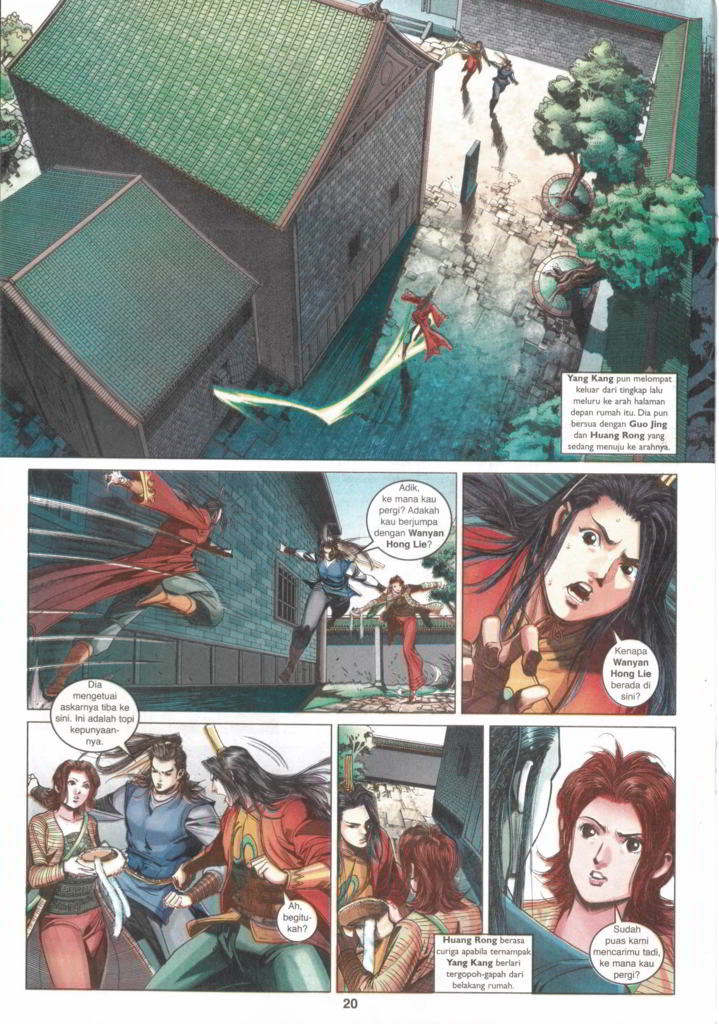 Yang Kang pun melompat
keluar dari tingkap lalu
meluru ke arah halaman
depan rumah itu. Dia pun
bersua dengan Guo Jing
dan Huang Rong yang
sedang menuju ke arahnya.
Adik,
ke mana kau
pergi? Adakah
kau berjumpa
dengan Wanyan
Hong Lie?
Kenapa
Wanyan
Hong Lie
berada di
sini?
Dia
mengetuai
askarnya tiba ke
sini. Ini adalah topi
kepunyaan-
nya.
Ah,
begitu-
kah?
Huang Rong berasa
curiga apabila ternampak
Yang Kang berlari
tergopoh-gapah dari
belakang rumah.
Sudah
puas kami
mencarimu tadi,
ke mana kau
pergi?
20